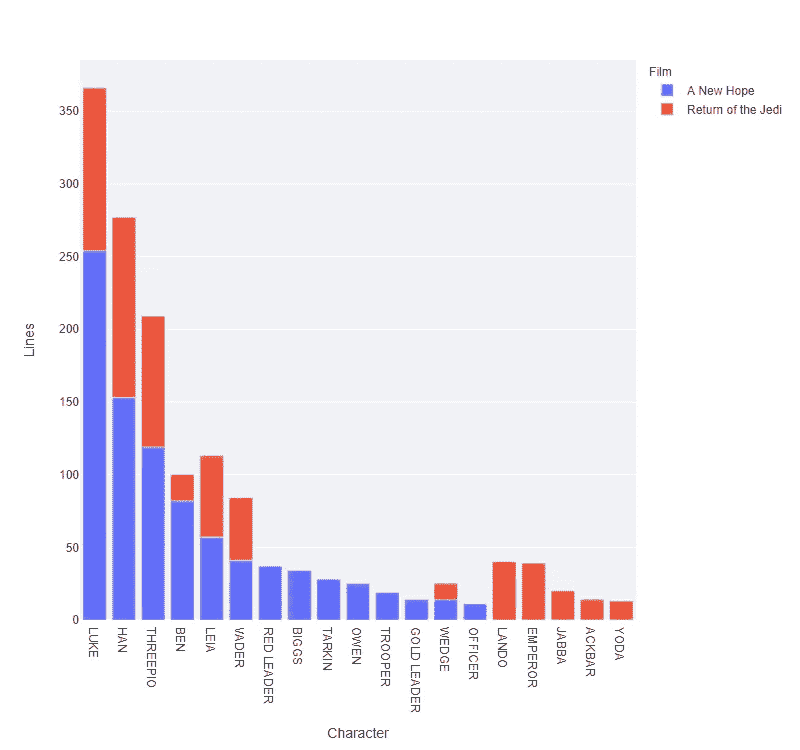 Film
A New Hope
Return of the Jedi
Lines
350
300
250
200
150
100
50
0
LUKE
HAN
THREEPIO
BEN
LEIA
VADER
RED LEADER
BIGGS
TARKIN
OWEN
TROOPER
GOLD LEADER
WEDGE
OFFICER
LANDO
EMPEROR
JABBA
ACKBAR
YODA
Character